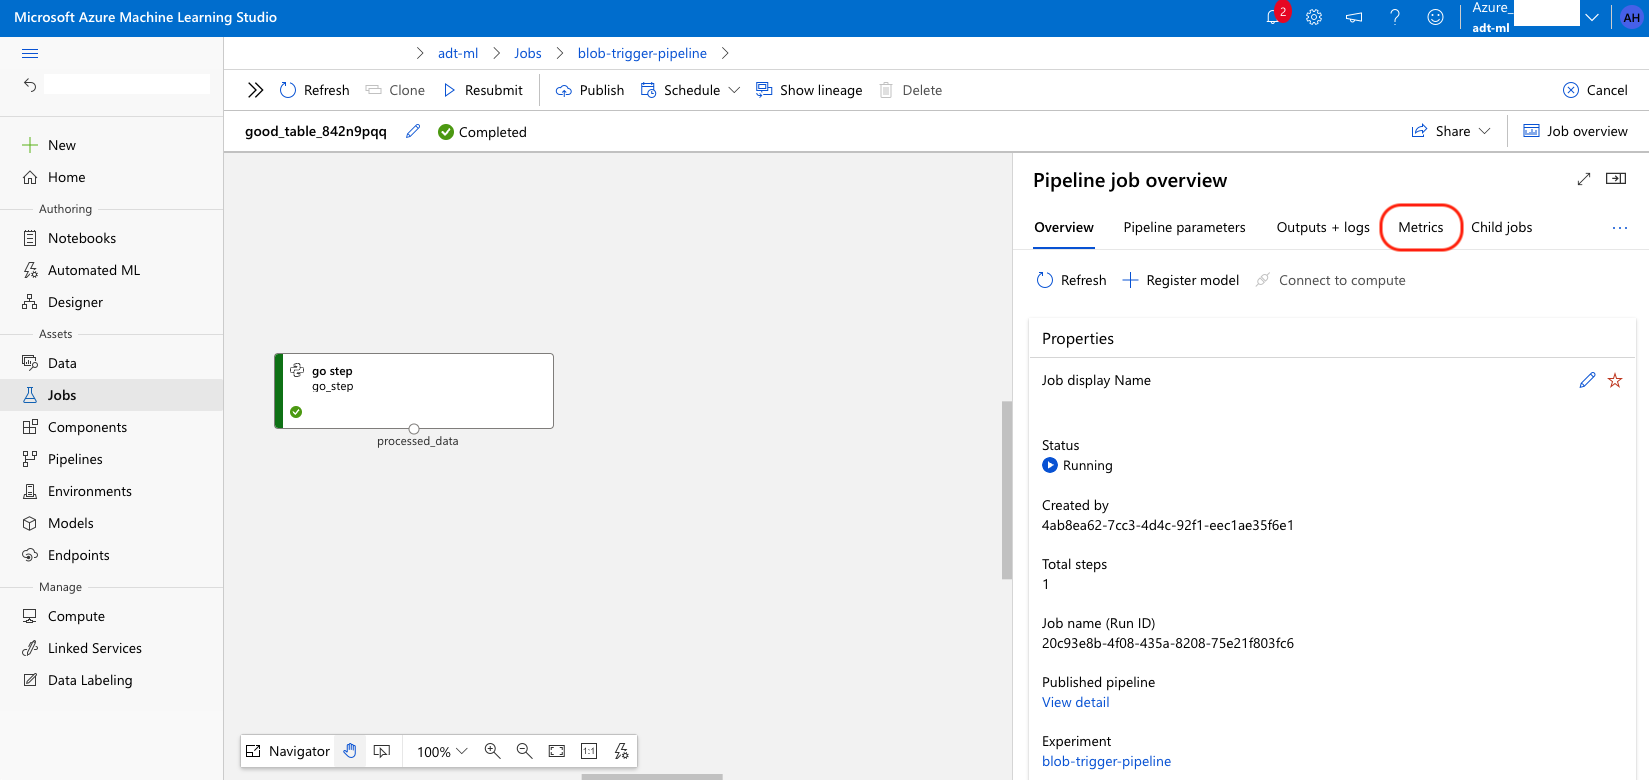 Microsoft Azure Machine Learning Studio
2
Azure_
adt-ml
AH
adt-ml
Jobs
blob-trigger-pipeline
Refresh
Clone
Resubmit
Publish
Schedule
Show lineage
Delete
Cancel
good_table_842n9pqq
Completed
Share
Job overview
New
Home
Authoring
Notebooks
Automated ML
Designer
Assets
Data
Jobs
Components
Pipelines
Environments
Models
Endpoints
Manage
Compute
Linked Services
Data Labeling
go step
go_step
processed_data
Navigator
100%
1:1
Pipeline job overview
Overview
Pipeline parameters
Outputs + logs
Metrics
Child jobs
Refresh
Register model
Connect to compute
Properties
Job display Name
Status
Running
Created by
4ab8ea62-7cc3-4d4c-92f1-eec1ae35f6e1
Total steps
1
Job name (Run ID)
20c93e8b-4f08-435a-8208-75e21f803fc6
Published pipeline
View detail
Experiment
blob-trigger-pipeline